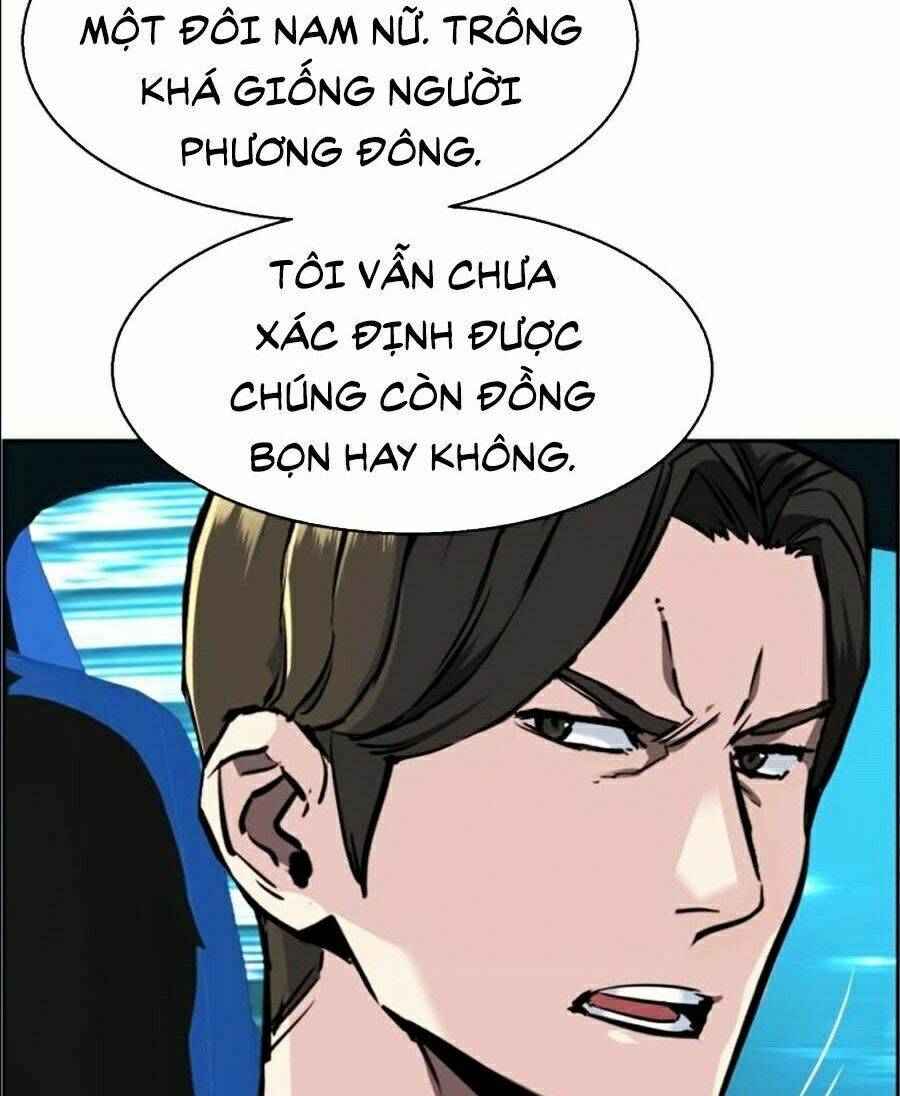 MỘT ĐÔI NAM NỮ. TRÔNG
KHÁ GIỐNG NGƯỜI
PHƯƠNG ĐÔNG.
TÔI VẪN CHƯA
XÁC ĐỊNH ĐƯỢC
CHÚNG CÒN ĐỒNG
BỌN HAY KHÔNG.